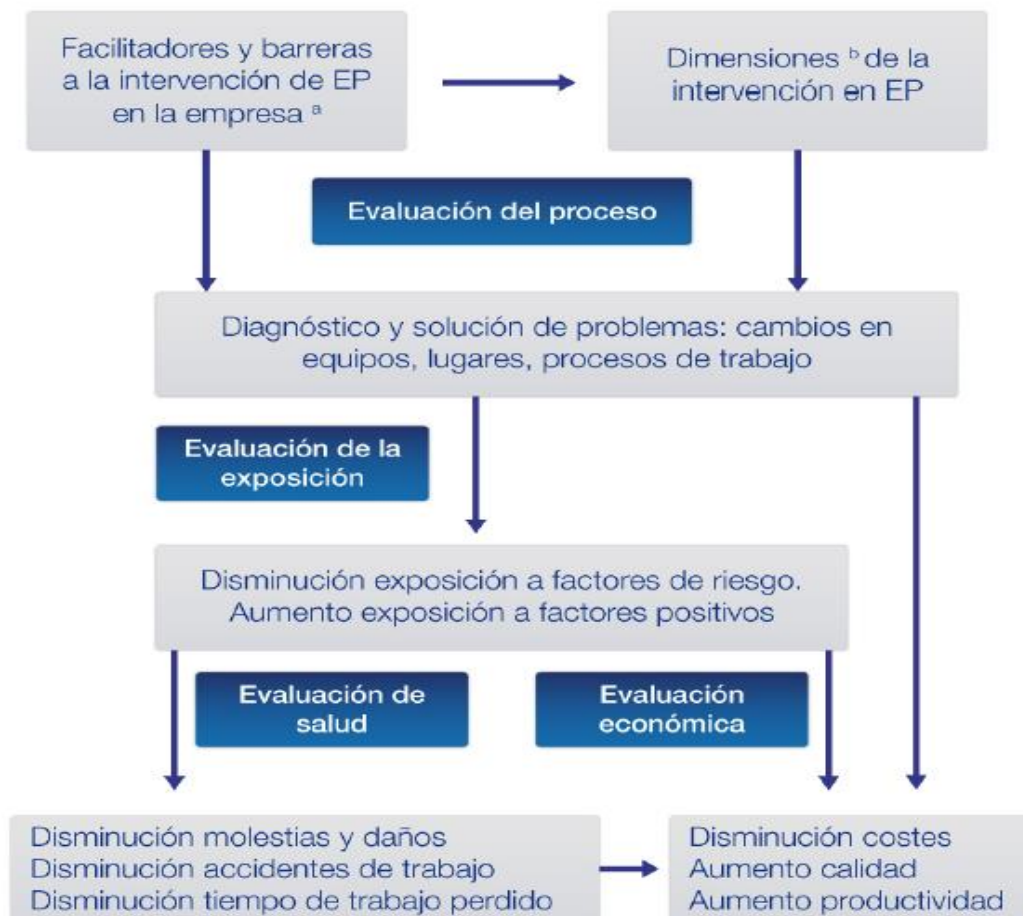 Facilitadores y barreras
a la intervención de EP
en la empresa ᵃ
Dimensiones ᵇ de la
intervención en EP
Evaluación del proceso
Diagnóstico y solución de problemas: cambios en
equipos, lugares, procesos de trabajo
Evaluación de la
exposición
Disminución exposición a factores de riesgo.
Aumento exposición a factores positivos
Evaluación de
salud
Evaluación
económica
Disminución molestias y daños
Disminución accidentes de trabajo
Disminución tiempo de trabajo perdido
Disminución costes
Aumento calidad
Aumento productividad